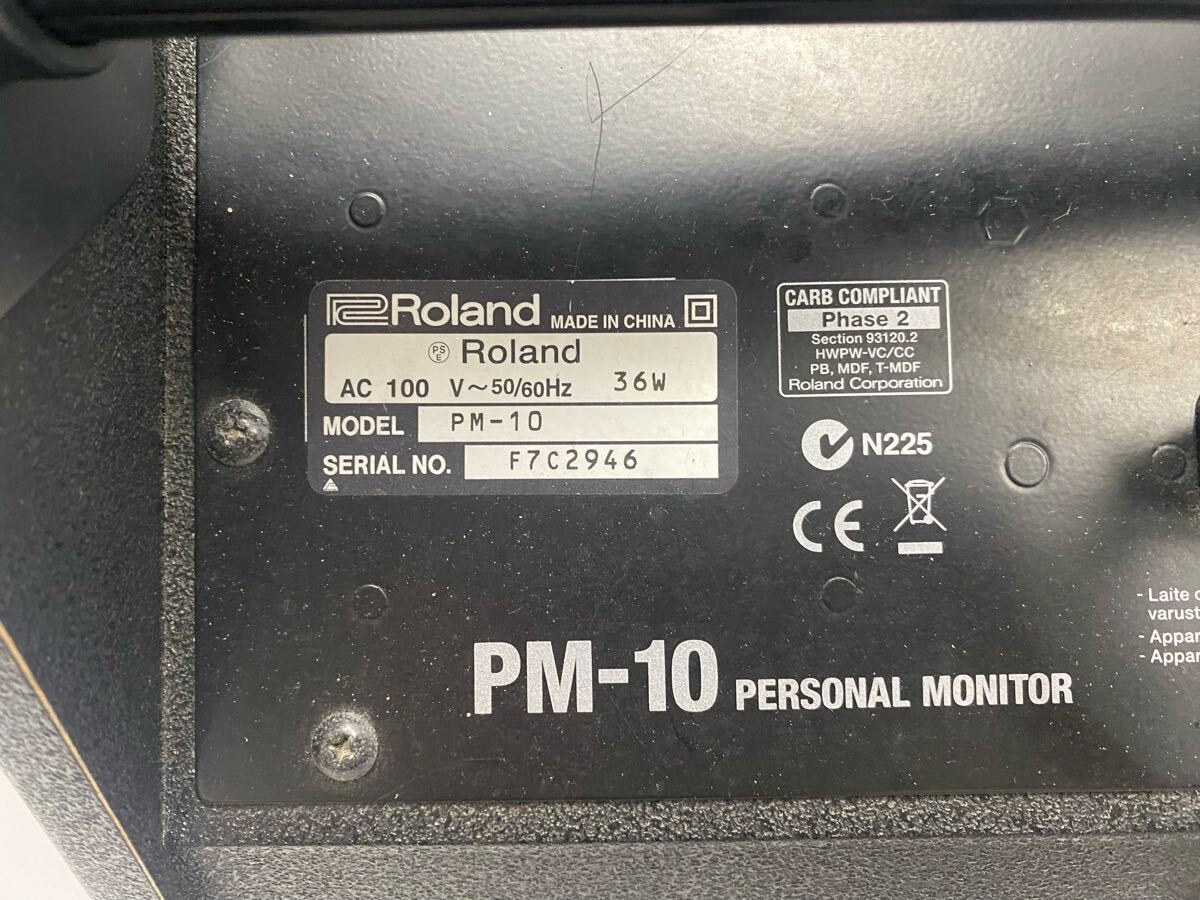 Roland MADE IN CHINA
PS E Roland
AC 100 V~50/60Hz 36W
MODEL PM-10
SERIAL NO. F7C2946
CARB COMPLIANT
Phase 2
Section 93120.2
HWPW-VC/CC
PB, MDF, T-MDF
Roland Corporation
N225
CE
PM-10 PERSONAL MONITOR
- Laite
varust
- Appar
- Appar